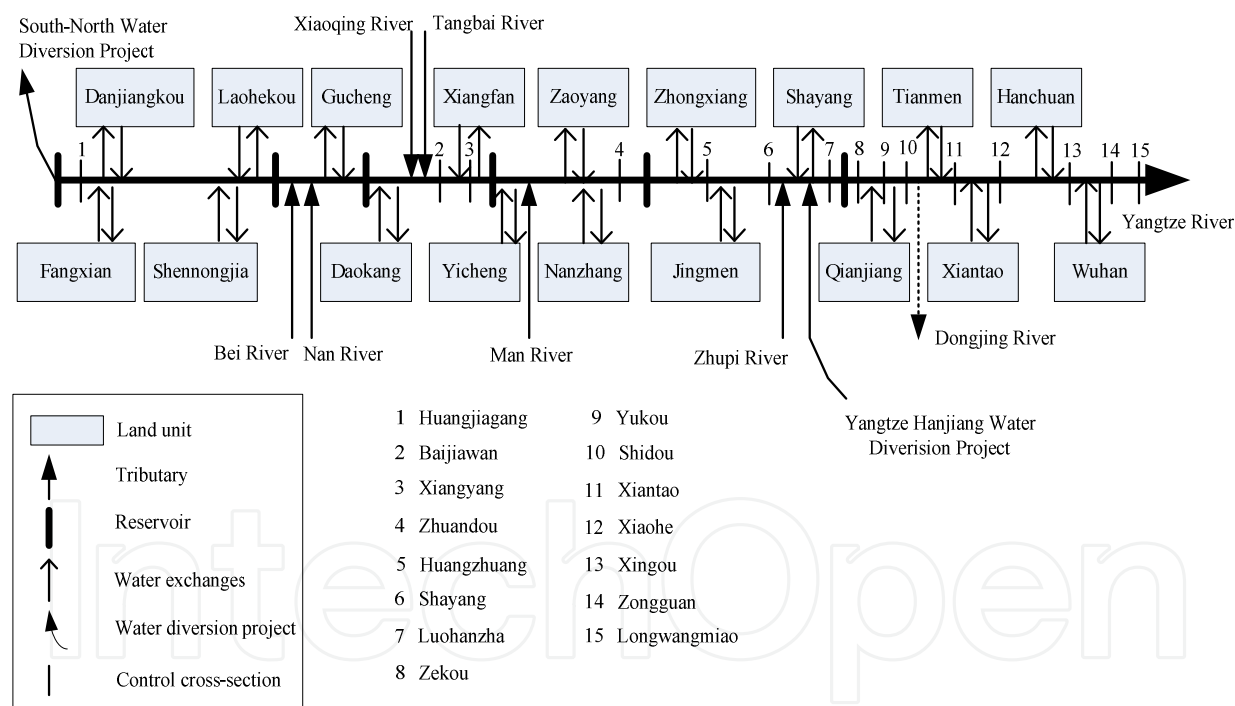 South-North Water
Diversion Project
Xiaoqing River
Tangbai River
Danjiangkou
Laohekou
Gucheng
Xiangfan
Zaoyang
Zhongxiang
Shayang
Tianmen
Hanchuan
1
2
3
4
5
6
7
8
9
10
11
12
13
14
15
Yangtze River
Fangxian
Shennongjia
Daokang
Yicheng
Nanzhang
Jingmen
Qianjiang
Xiantao
Wuhan
Bei River
Nan River
Man River
Zhupi River
Dongjing River
Yangtze Hanjiang Water
Diverision Project
Land unit
Tributary
Reservoir
Water exchanges
Water diversion project
Control cross-section
1 Huangjiagang
2 Baijiawan
3 Xiangyang
4 Zhuandou
5 Huangzhuang
6 Shayang
7 Luohanzha
8 Zekou
9 Yukou
10 Shidou
11 Xiantao
12 Xiaohe
13 Xingou
14 Zongguan
15 Longwangmiao
IntechOpen